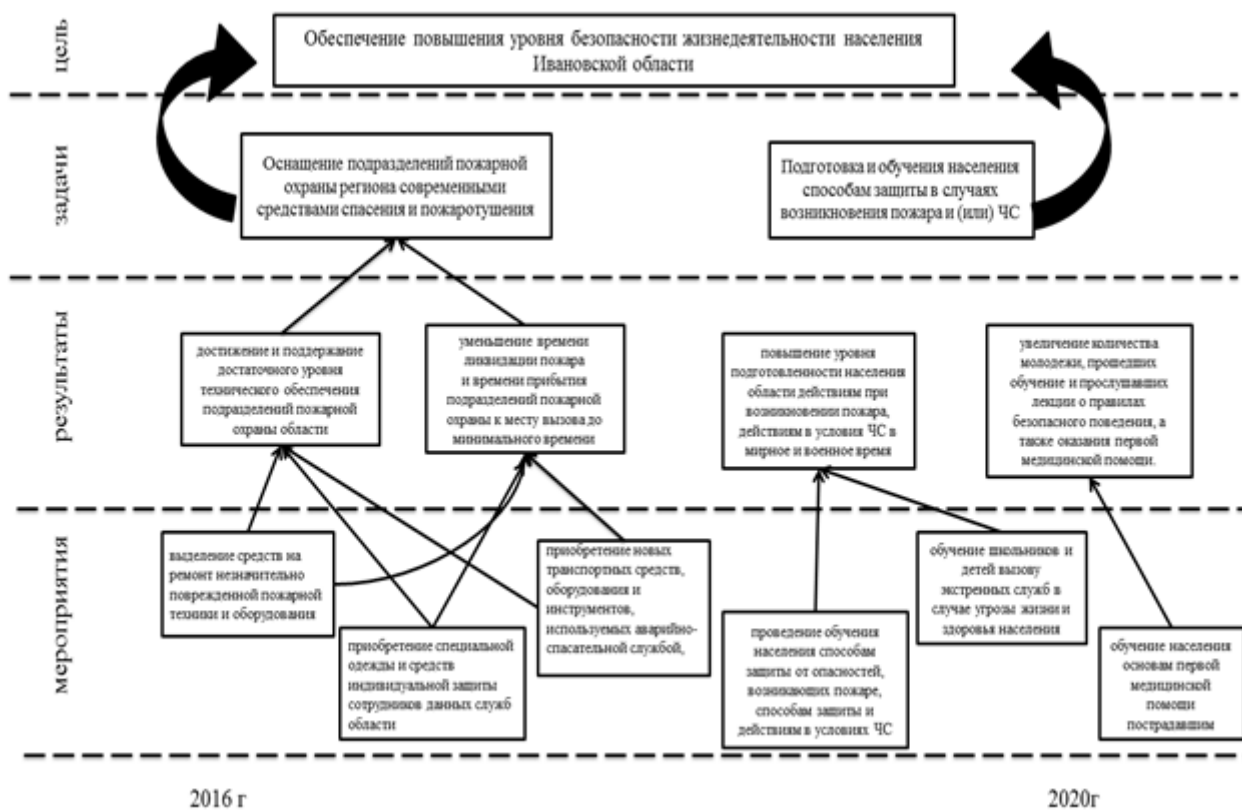 цель
Обеспечение повышения уровня безопасности жизнедеятельности населения
Ивановской области
задачи
Оснащение подразделений пожарной
охраны региона современными
средствами спасения и пожаротушения
Подготовка и обучения населения
способам защиты в случаях
возникновения пожара и (или) ЧС
результаты
достижение и поддержание
достаточного уровня
технического обеспечения
подразделений пожарной
охраны области
уменьшение времени
ликвидации пожара
и времени прибытия
подразделений пожарной
охраны к месту вызова до
минимального времени
повышение уровня
подготовленности населения
области действиям при
возникновении пожара,
действиям в условия ЧС в
мирное и военное время
увеличение количества
молодежи, прошедших
обучение и прослушавших
лекции о правилах
безопасного поведения, а
также оказания первой
медицинской помощи.
мероприятия
выделение средств на
ремонт незначительно
поврежденной пожарной
техники и оборудования
приобретение специальной
одежды и средств
индивидуальной защиты
сотрудников данных служб
области
приобретение новых
транспортных средств,
оборудования и
инструментов,
используемых аварийно-
спасательной службой,
проведение обучения
населения способам
защиты от опасностей,
возникающих пожаре,
способам защиты и
действиям в условиях ЧС
обучение школьников и
детей вызову
экстренных служб в
случае угрозы жизни и
здоровья населения
обучение населения
основам первой
медицинской
помощи
пострадавшим
2016 г
2020г